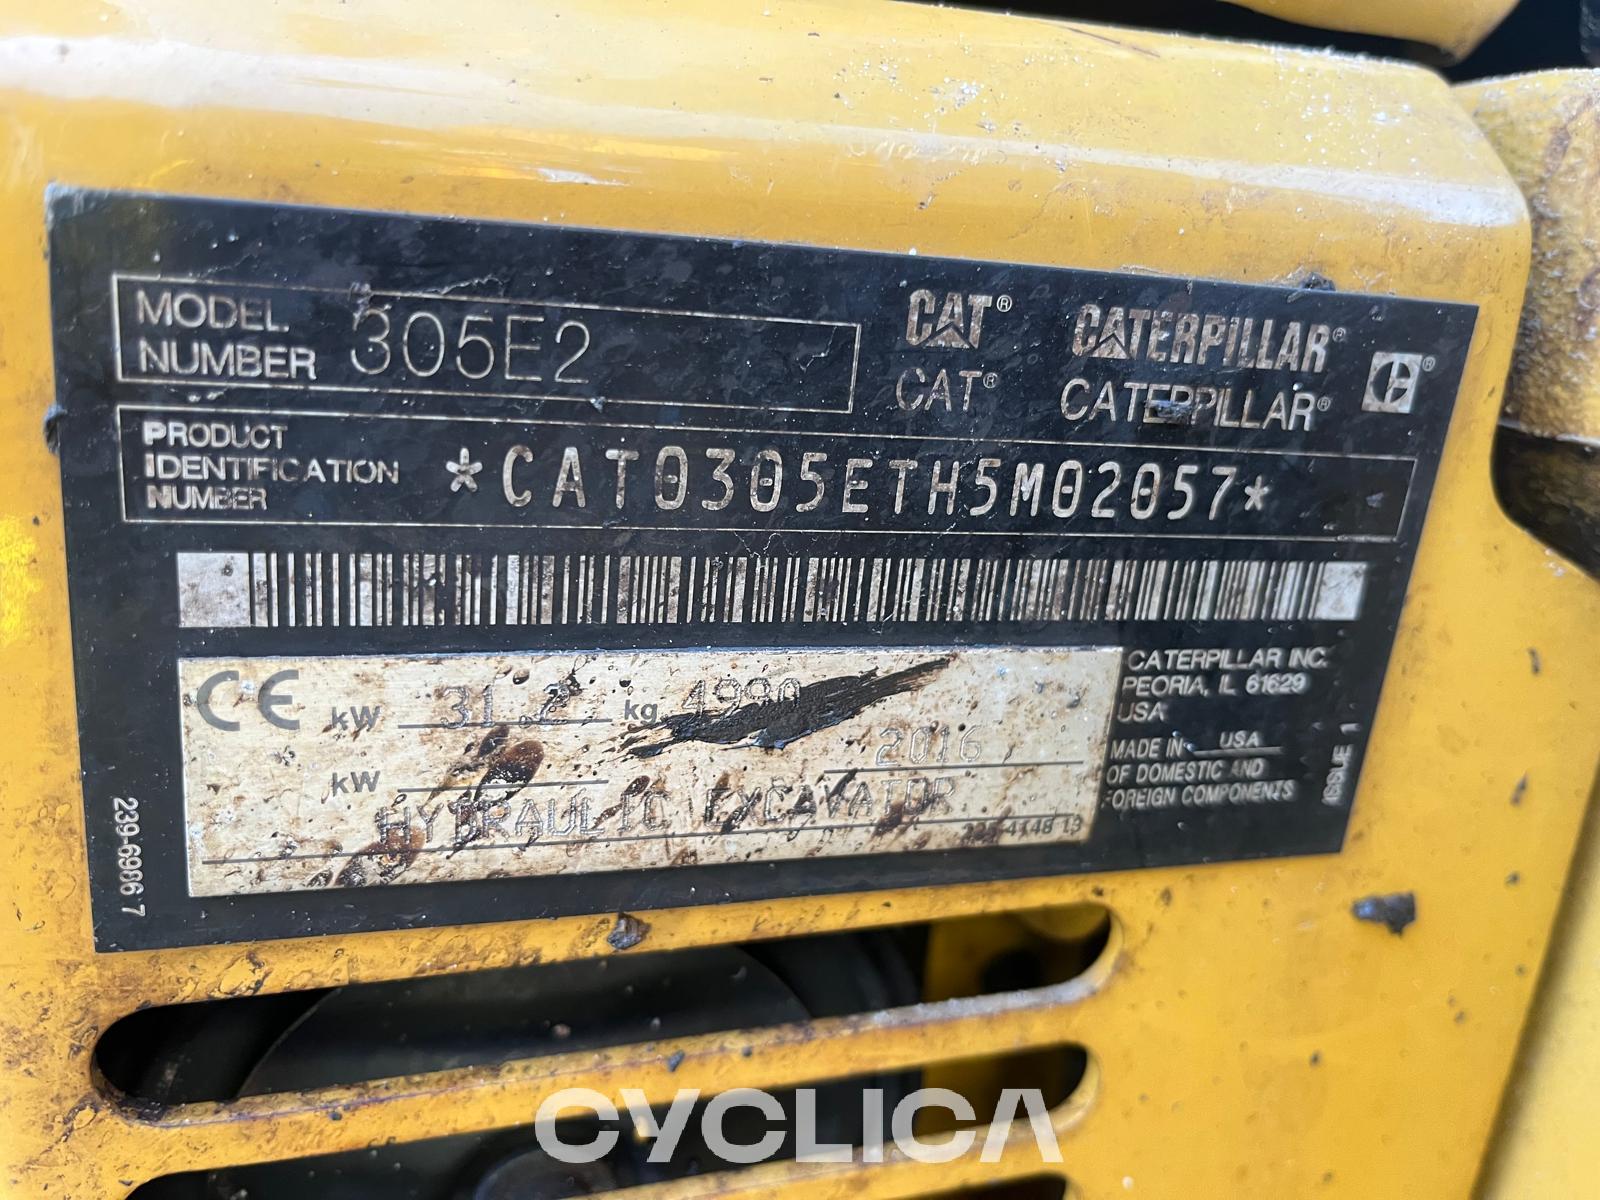 MODEL NUMBER 305E2
CAT® CATERPILLAR®
CAT® CATERPILLAR®
PRODUCT IDENTIFICATION NUMBER *CAT0305ETH5M02057*
CE kW 31.2 kg 4990
2016
kW
HYDRAULIC EXCAVATOR
CATERPILLAR INC.
PEORIA, IL 61629
USA
MADE IN USA
OF DOMESTIC AND
FOREIGN COMPONENTS
ISSUE 1
239-6986 7
CYCLICA